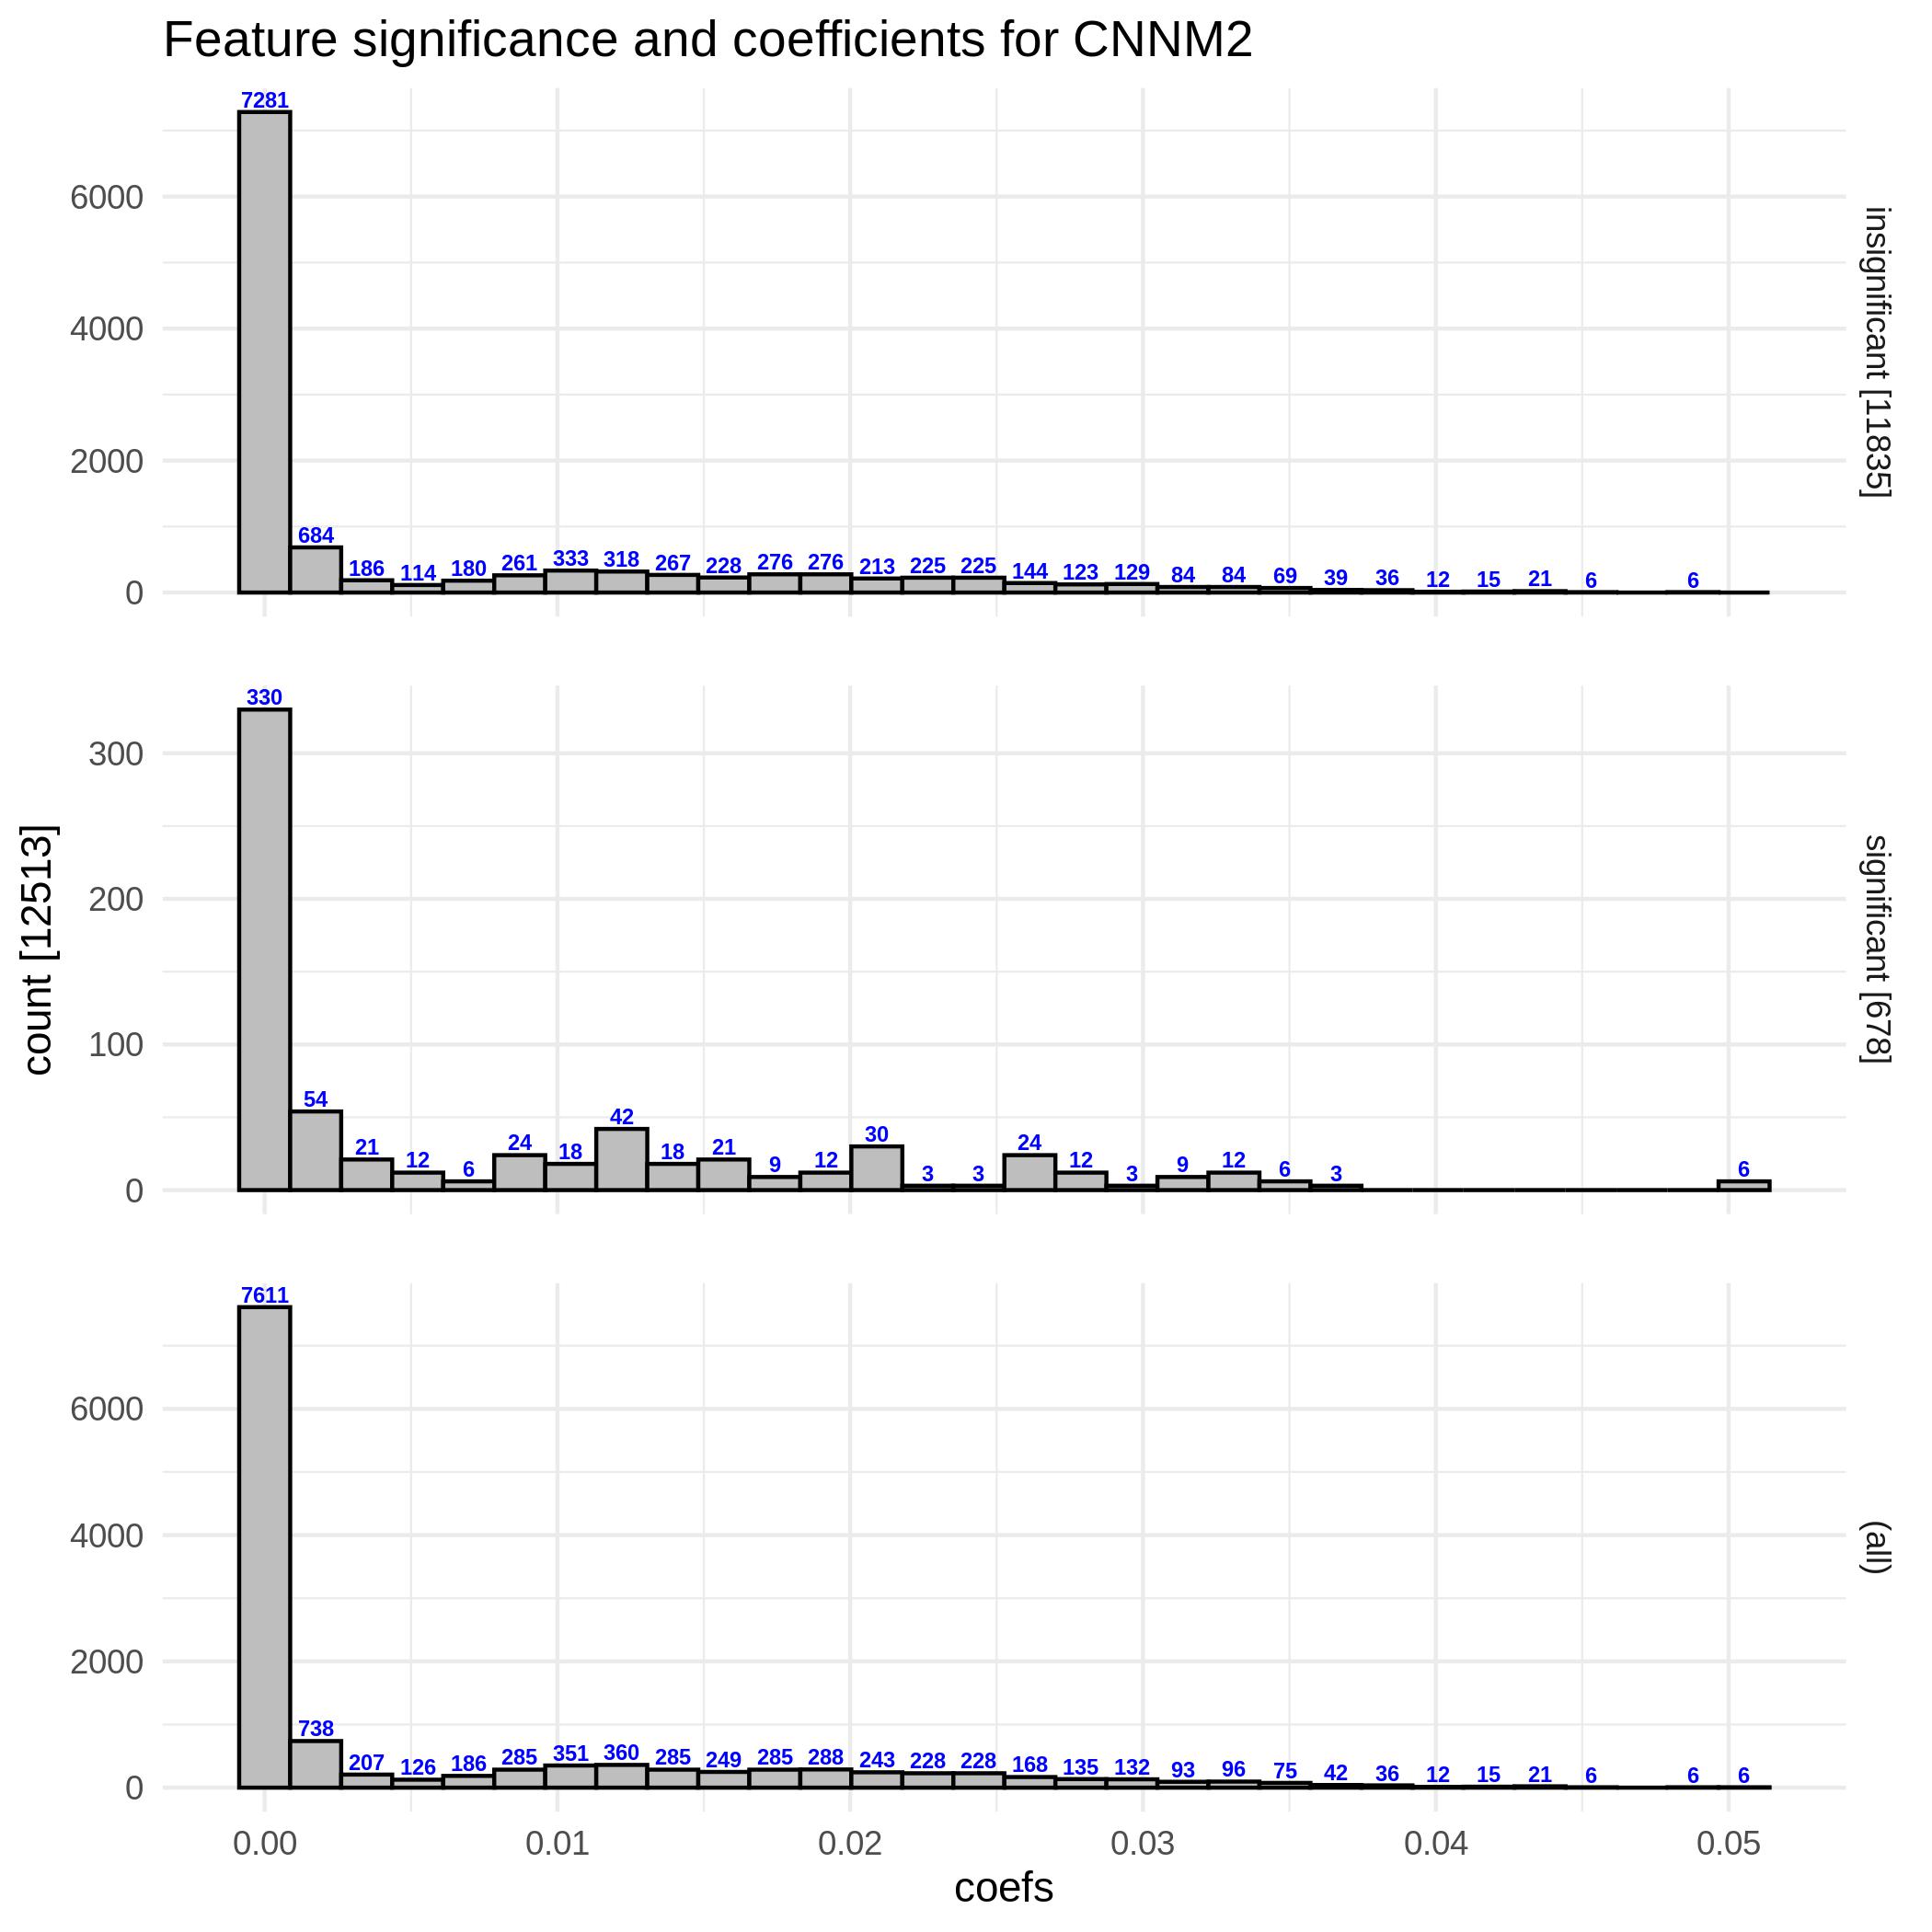 Feature significance and coefficients for CNNM2
count [12513]
7281
684 186 114 180 261 333 318 267 228 276 276 213 225 225 144 123 129 84 84 69 39 36 12 15 21 6 6
6000
4000
2000
0
insignificant [11835]
330
54 21 12 6 24 18 42 18 21 9 12 30 3 3 24 12 3 9 12 6 3 6
300
200
100
0
significant [678]
7611
738 207 126 186 285 351 360 285 249 285 288 243 228 228 168 135 132 93 96 75 42 36 12 15 21 6 6 6
6000
4000
2000
0
(all)
0.00 0.01 0.02 0.03 0.04 0.05
coefs